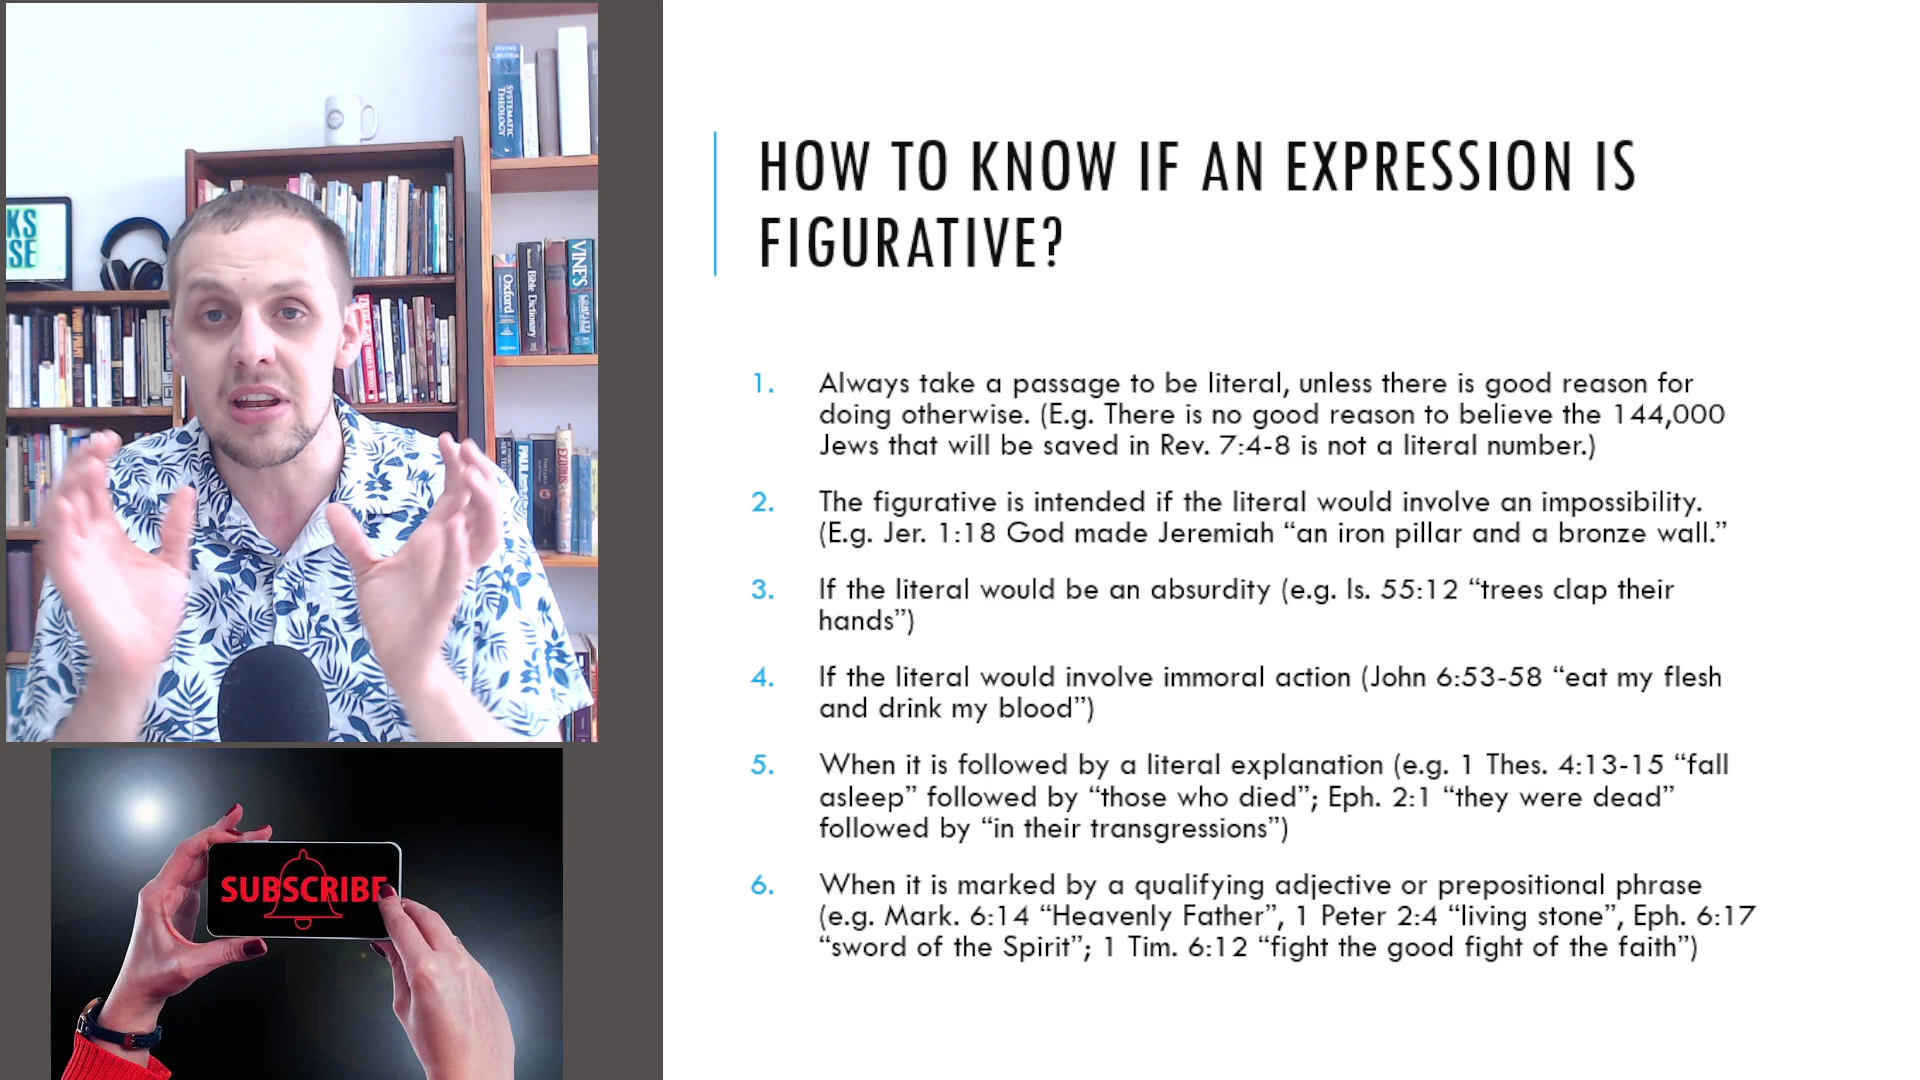 KS
SE
SYSTEMATIC
THEOLOGY
Oxford
Bible Dictionary
VINE'S
SUBSCRIBE
HOW TO KNOW IF AN EXPRESSION IS
FIGURATIVE?
1. Always take a passage to be literal, unless there is good reason for
doing otherwise. (E.g. There is no good reason to believe the 144,000
Jews that will be saved in Rev. 7:4-8 is not a literal number.)
2. The figurative is intended if the literal would involve an impossibility.
(E.g. Jer. 1:18 God made Jeremiah “an iron pillar and a bronze wall.”
3. If the literal would be an absurdity (e.g. Is. 55:12 “trees clap their
hands”)
4. If the literal would involve immoral action (John 6:53-58 “eat my flesh
and drink my blood”)
5. When it is followed by a literal explanation (e.g. 1 Thes. 4:13-15 “fall
asleep” followed by “those who died”; Eph. 2:1 “they were dead”
followed by “in their transgressions”)
6. When it is marked by a qualifying adjective or prepositional phrase
(e.g. Mark. 6:14 “Heavenly Father”, 1 Peter 2:4 “living stone”, Eph. 6:17
“sword of the Spirit”; 1 Tim. 6:12 “fight the good fight of the faith”)